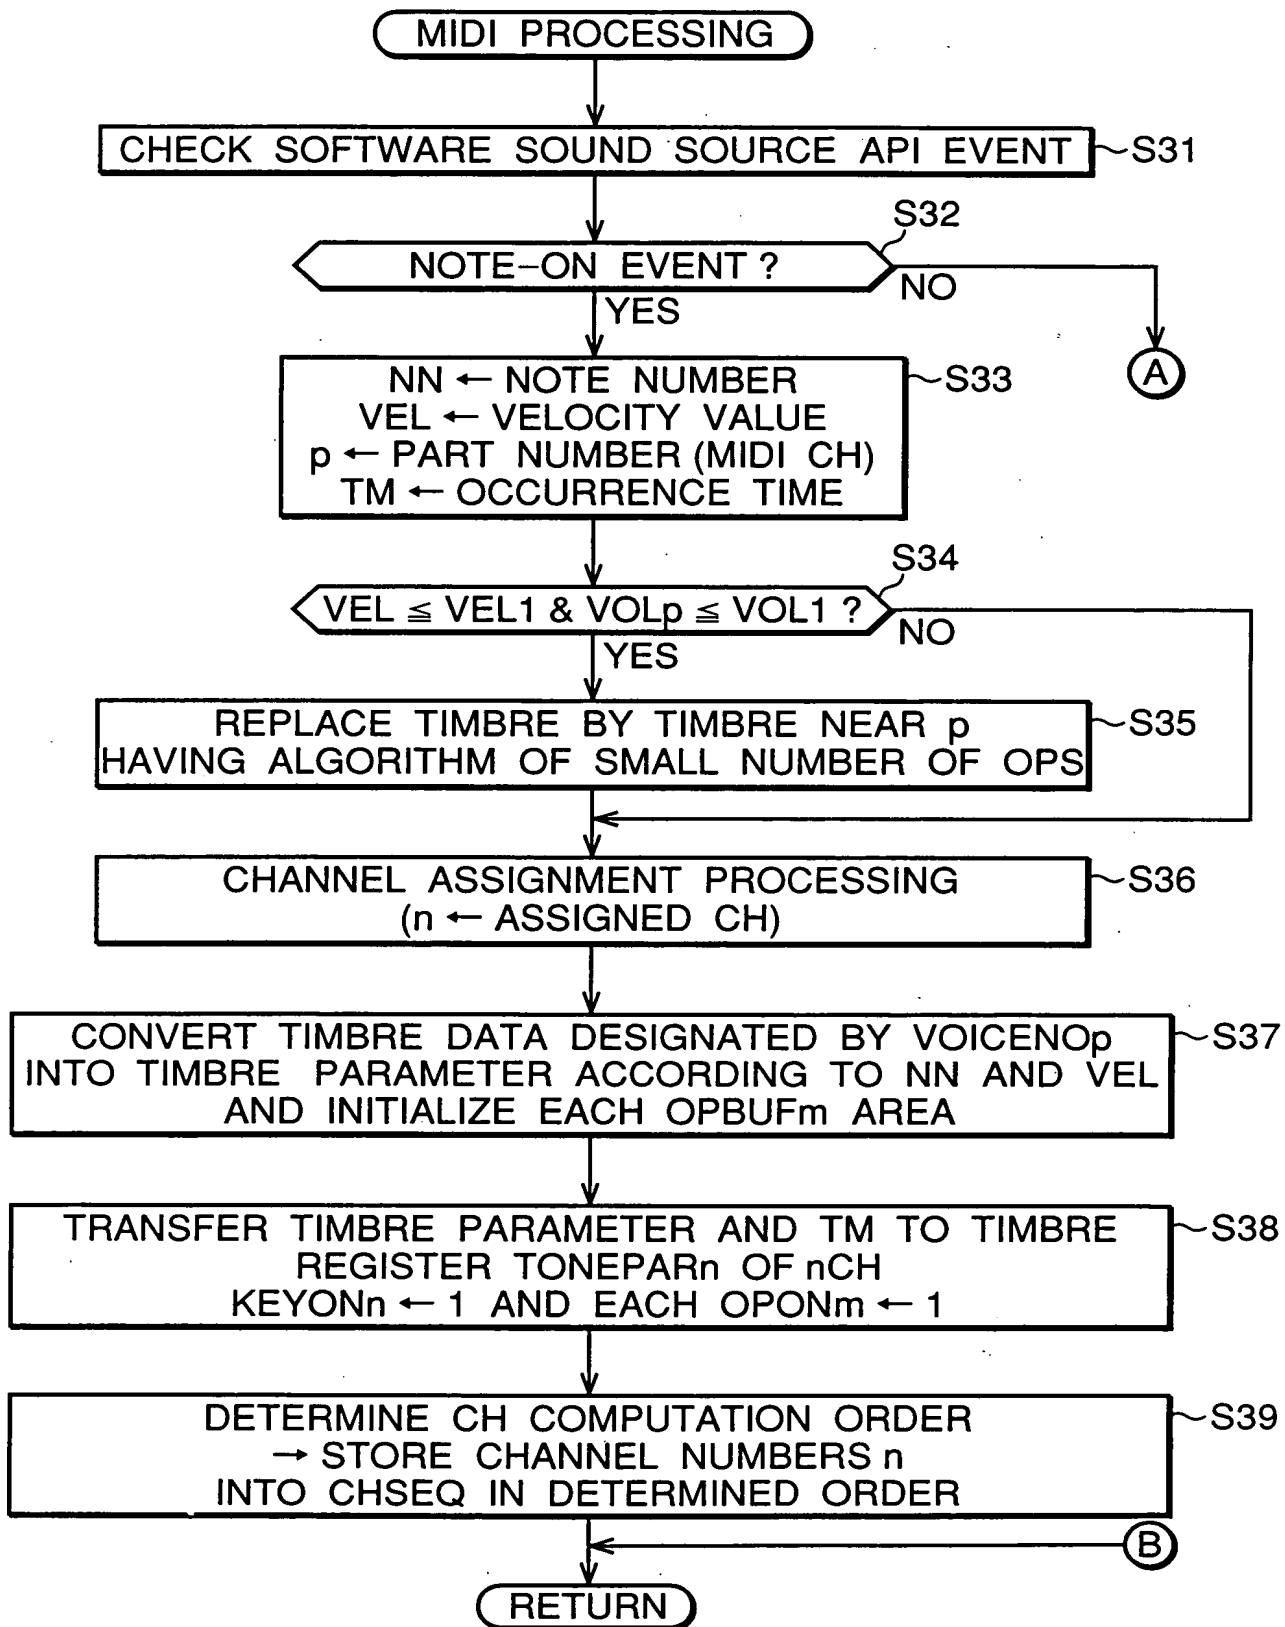 MIDI PROCESSING
CHECK SOFTWARE SOUND SOURCE API EVENT
S31
S32
NOTE-ON EVENT ?
NO
YES
A
NN ← NOTE NUMBER
VEL ← VELOCITY VALUE
p ← PART NUMBER (MIDI CH)
TM ← OCCURRENCE TIME
S33
S34
VEL ≦ VEL1 & VOLp ≦ VOL1 ?
NO
YES
REPLACE TIMBRE BY TIMBRE NEAR p
HAVING ALGORITHM OF SMALL NUMBER OF OPS
S35
CHANNEL ASSIGNMENT PROCESSING
(n ← ASSIGNED CH)
S36
CONVERT TIMBRE DATA DESIGNATED BY VOICENOp
INTO TIMBRE PARAMETER ACCORDING TO NN AND VEL
AND INITIALIZE EACH OPBUFm AREA
S37
TRANSFER TIMBRE PARAMETER AND TM TO TIMBRE
REGISTER TONEPARn OF nCH
KEYONn ← 1 AND EACH OPONm ← 1
S38
DETERMINE CH COMPUTATION ORDER
→ STORE CHANNEL NUMBERS n
INTO CHSEQ IN DETERMINED ORDER
S39
B
RETURN